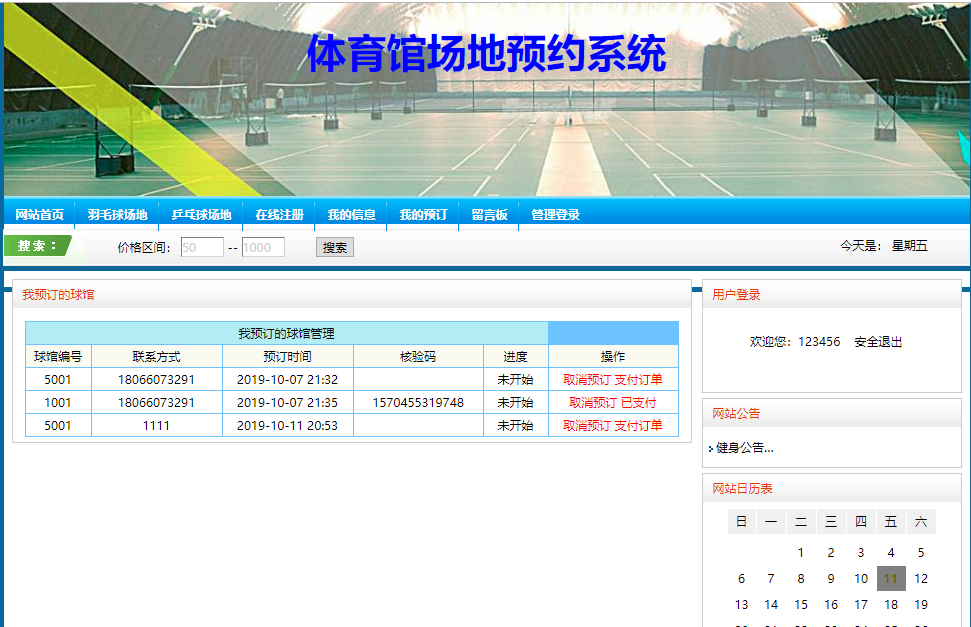 体育馆场地预约系统
网站首页 羽毛球场地 乒乓球场地 在线注册 我的信息 我的预订 留言板 管理登录
搜索： 价格区间： 50 -- 1000 搜索 今天是： 星期五
我预订的球馆
我预订的球馆管理
球馆编号 联系方式 预订时间 核验码 进度 操作
5001 18066073291 2019-10-07 21:32 未开始 取消预订 支付订单
1001 18066073291 2019-10-07 21:35 1570455319748 未开始 取消预订 已支付
5001 1111 2019-10-11 20:53 未开始 取消预订 支付订单
用户登录
欢迎您：123456 安全退出
网站公告
健身公告...
网站日历表
日 一 二 三 四 五 六
1 2 3 4 5
6 7 8 9 10 11 12
13 14 15 16 17 18 19